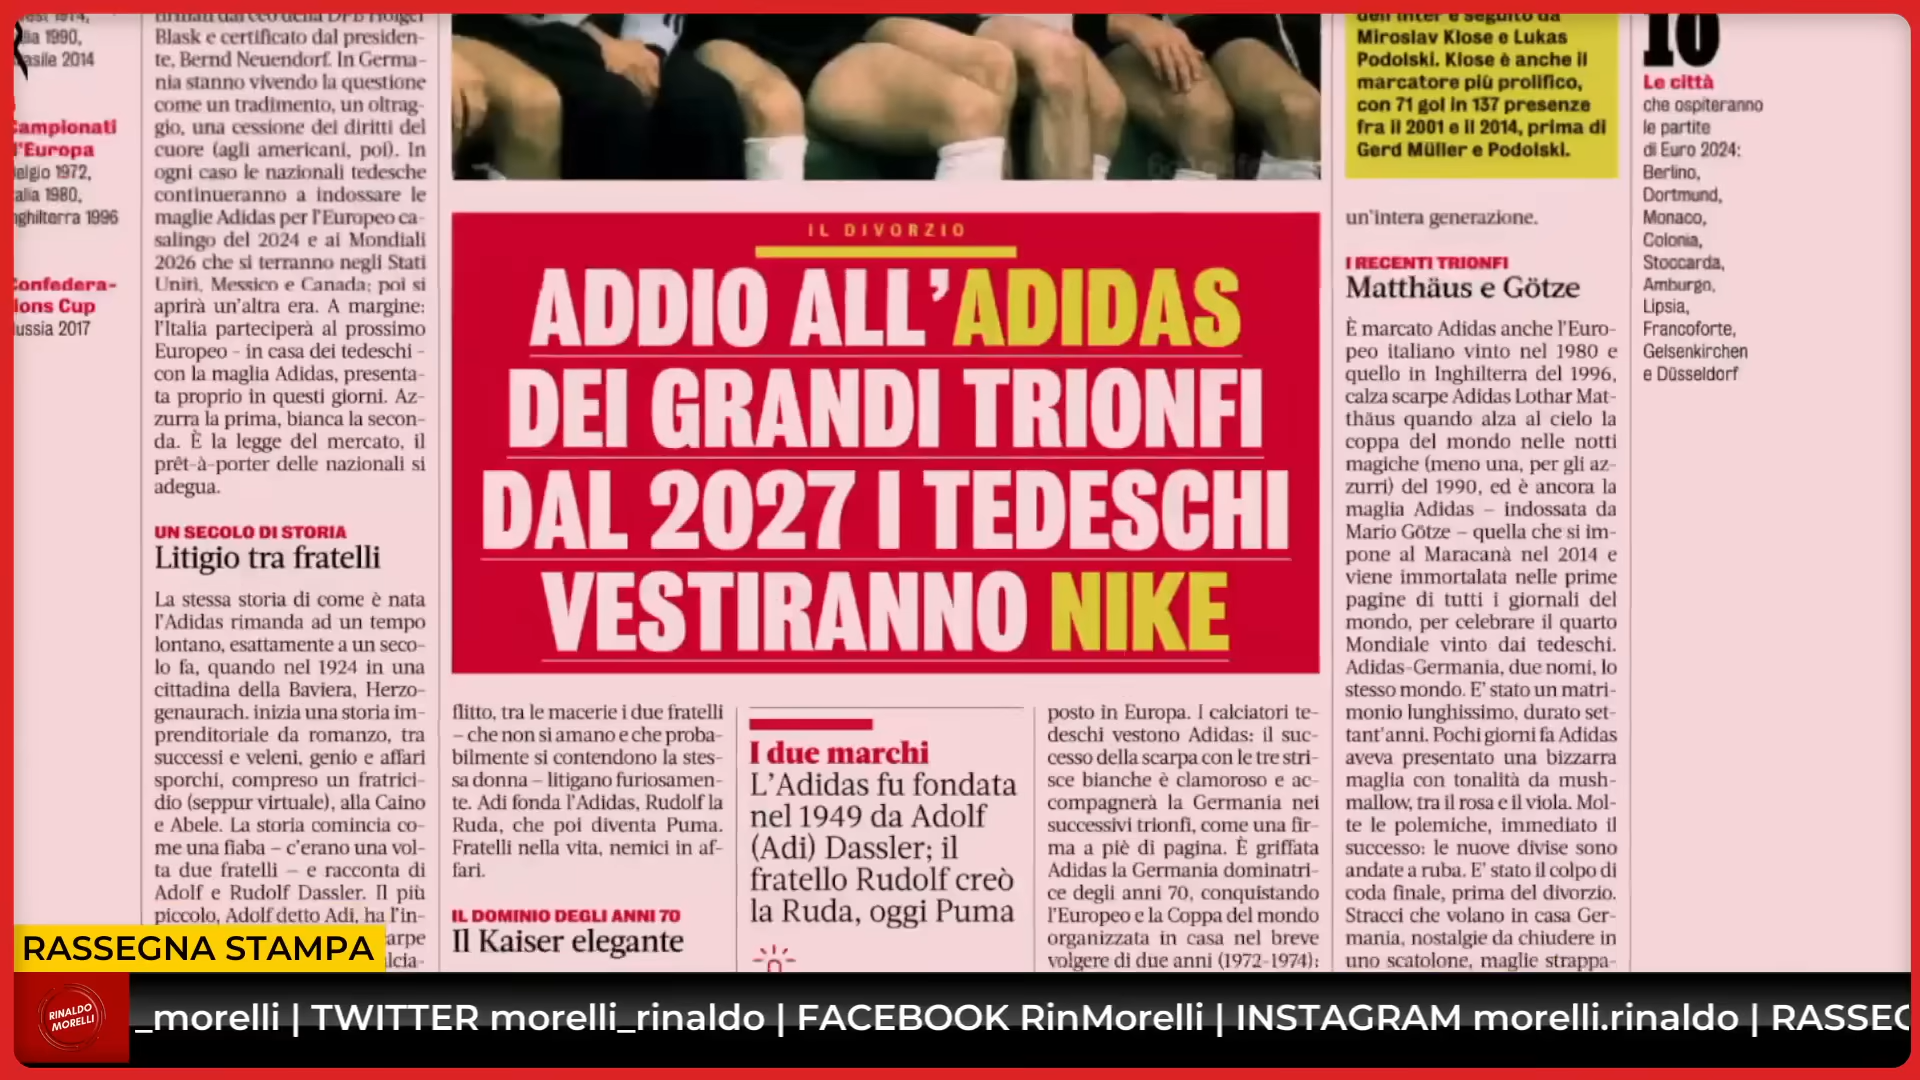 ia 1990,
asile 2014
Campionati
d'Europa
elgio 1972,
alia 1980,
nghilterra 1996
Confedera-
ions Cup
ussia 2017
Blask e certificato dal presiden-
te, Bernd Neuendorf. In Germa-
nia stanno vivendo la questione
come un tradimento, un oltrag-
gio, una cessione dei diritti del
cuore (agli americani, poi). In
ogni caso le nazionali tedesche
continueranno a indossare le
maglie Adidas per l'Europeo ca-
salingo del 2024 e ai Mondiali
2026 che si terranno negli Stati
Uniti, Messico e Canada; poi si
aprirà un'altra era. A margine:
l'Italia parteciperà al prossimo
Europeo - in casa dei tedeschi -
con la maglia Adidas, presenta-
ta proprio in questi giorni. Az-
zurra la prima, bianca la secon-
da. È la legge del mercato, il
prêt-à-porter delle nazionali si
adegua.
UN SECOLO DI STORIA
Litigio tra fratelli
La stessa storia di come è nata
l'Adidas rimanda ad un tempo
lontano, esattamente a un seco-
lo fa, quando nel 1924 in una
cittadina della Baviera, Herzo-
genaurach. inizia una storia im-
prenditoriale da romanzo, tra
successi e veleni, genio e affari
sporchi, compreso un fratrici-
dio (seppur virtuale), alla Caino
e Abele. La storia comincia co-
me una fiaba – c'erano una vol-
ta due fratelli – e racconta di
Adolf e Rudolf Dassler. Il più
piccolo, Adolf detto Adi, ha l'in-
arpe
lcia-
IL DIVORZIO
ADDIO ALL'ADIDAS
DEI GRANDI TRIONFI
DAL 2027 I TEDESCHI
VESTIRANNO NIKE
flitto, tra le macerie i due fratelli
– che non si amano e che proba-
bilmente si contendono la stes-
sa donna – litigano furiosamen-
te. Adi fonda l'Adidas, Rudolf la
Ruda, che poi diventa Puma.
Fratelli nella vita, nemici in af-
fari.
IL DOMINIO DEGLI ANNI 70
Il Kaiser elegante
I due marchi
L'Adidas fu fondata
nel 1949 da Adolf
(Adi) Dassler; il
fratello Rudolf creò
la Ruda, oggi Puma
posto in Europa. I calciatori te-
deschi vestono Adidas: il suc-
cesso della scarpa con le tre stri-
sce bianche è clamoroso e ac-
compagnerà la Germania nei
successivi trionfi, come una fir-
ma a piè di pagina. È griffata
Adidas la Germania dominatri-
ce degli anni 70, conquistando
l'Europeo e la Coppa del mondo
organizzata in casa nel breve
volgere di due anni (1972-1974):
dell'Inter e seguito da
Miroslav Klose e Lukas
Podolski. Klose è anche il
marcatore più prolifico,
con 71 gol in 137 presenze
fra il 2001 e il 2014, prima di
Gerd Müller e Podolski.
un'intera generazione.
I RECENTI TRIONFI
Matthäus e Götze
È marcato Adidas anche l'Euro-
peo italiano vinto nel 1980 e
quello in Inghilterra del 1996,
calza scarpe Adidas Lothar Mat-
thäus quando alza al cielo la
coppa del mondo nelle notti
magiche (meno una, per gli az-
zurri) del 1990, ed è ancora la
maglia Adidas – indossata da
Mario Götze – quella che si im-
pone al Maracanà nel 2014 e
viene immortalata nelle prime
pagine di tutti i giornali del
mondo, per celebrare il quarto
Mondiale vinto dai tedeschi.
Adidas-Germania, due nomi, lo
stesso mondo. E' stato un matri-
monio lunghissimo, durato set-
tant'anni. Pochi giorni fa Adidas
aveva presentato una bizzarra
maglia con tonalità da mush-
mallow, tra il rosa e il viola. Mol-
te le polemiche, immediato il
successo: le nuove divise sono
andate a ruba. E' stato il colpo di
coda finale, prima del divorzio.
Stracci che volano in casa Ger-
mania, nostalgie da chiudere in
uno scatolone, maglie strappa-
10
Le città
che ospiteranno
le partite
di Euro 2024:
Berlino,
Dortmund,
Monaco,
Colonia,
Stoccarda,
Amburgo,
Lipsia,
Francoforte,
Gelsenkirchen
e Düsseldorf
RASSEGNA STAMPA
RINALDO
MORELLI
_morelli | TWITTER morelli_rinaldo | FACEBOOK RinMorelli | INSTAGRAM morelli.rinaldo | RASSEG